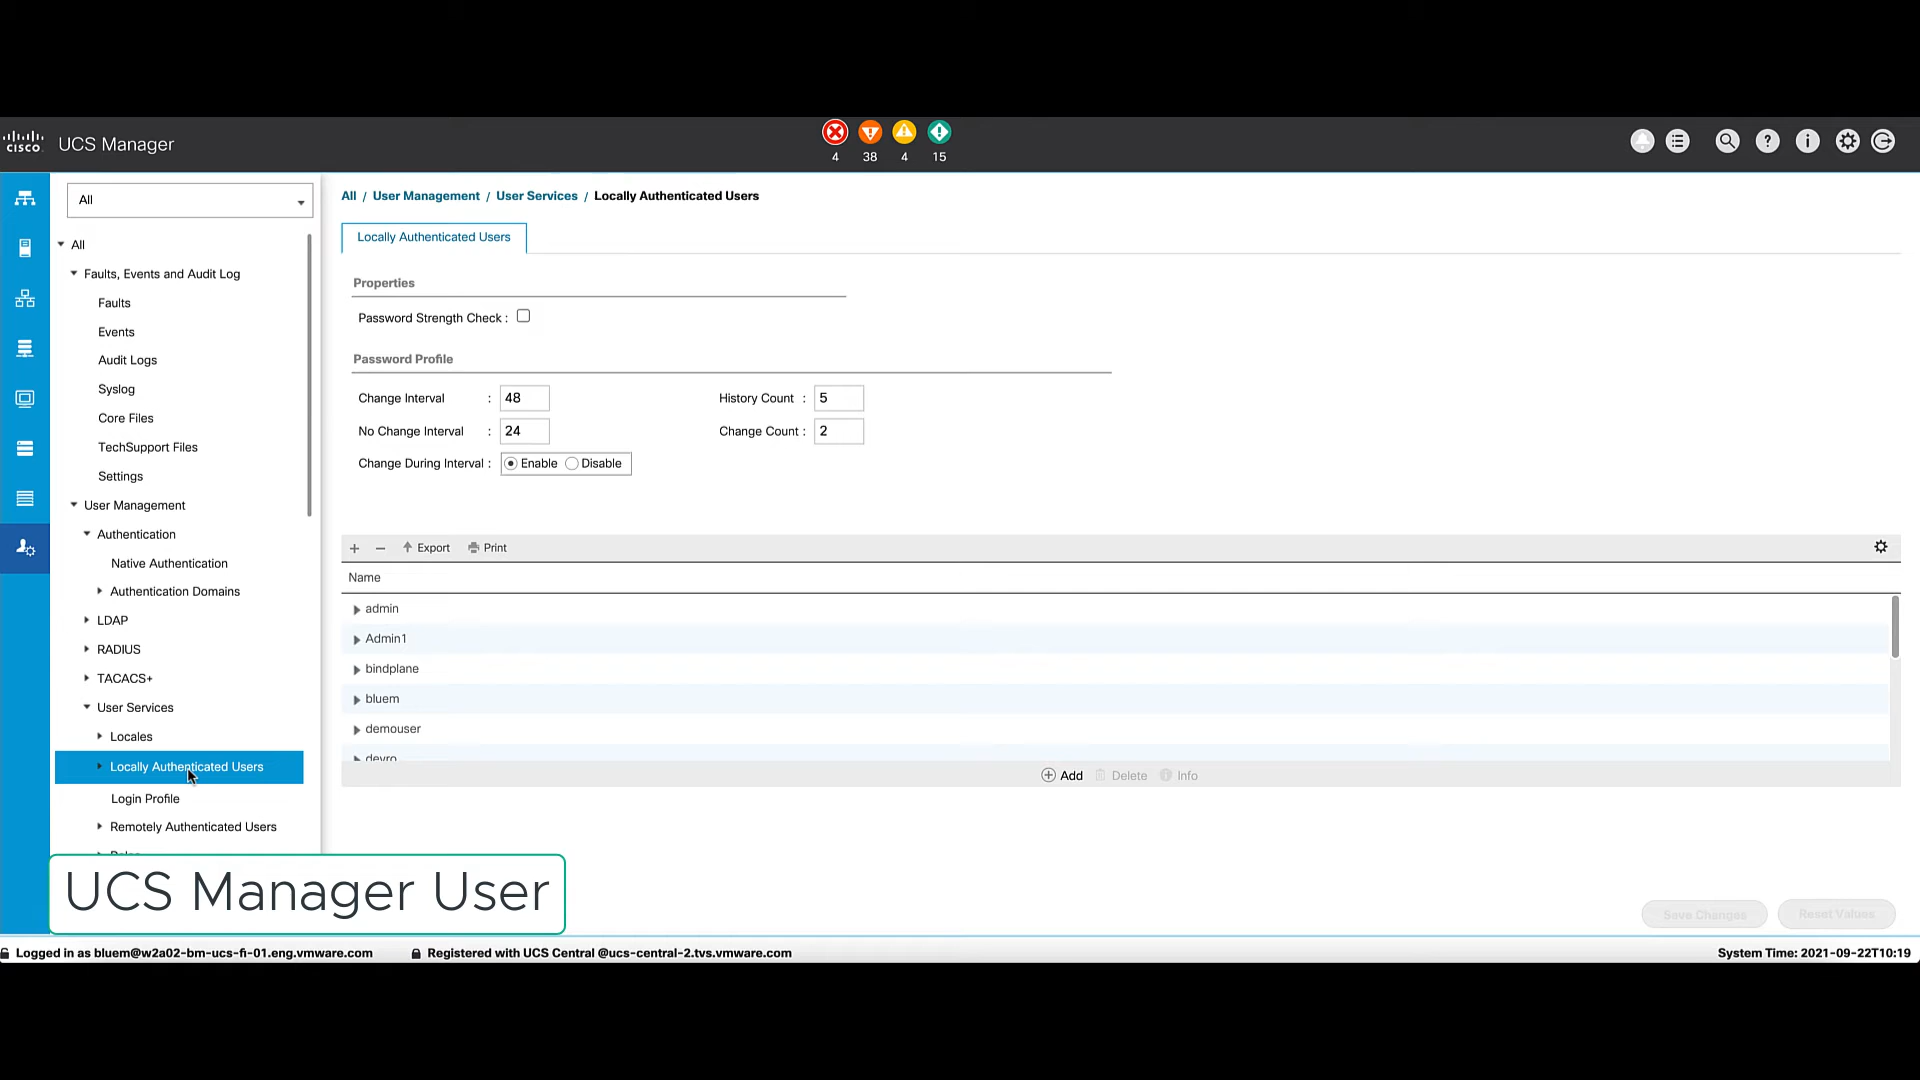 cisco UCS Manager
4 38 4 15
All
All / User Management / User Services / Locally Authenticated Users
All
Faults, Events and Audit Log
Faults
Events
Audit Logs
Syslog
Core Files
TechSupport Files
Settings
User Management
Authentication
Native Authentication
Authentication Domains
LDAP
RADIUS
TACACS+
User Services
Locales
Locally Authenticated Users
Login Profile
Remotely Authenticated Users
Locally Authenticated Users
Properties
Password Strength Check :
Password Profile
Change Interval : 48 History Count : 5
No Change Interval : 24 Change Count : 2
Change During Interval : Enable Disable
+ − Export Print
Name
admin
Admin1
bindplane
bluem
demouser
devro
Add Delete Info
Save Changes Reset Values
UCS Manager User
Logged in as bluem@w2a02-bm-ucs-fi-01.eng.vmware.com Registered with UCS Central @ucs-central-2.tvs.vmware.com System Time: 2021-09-22T10:19